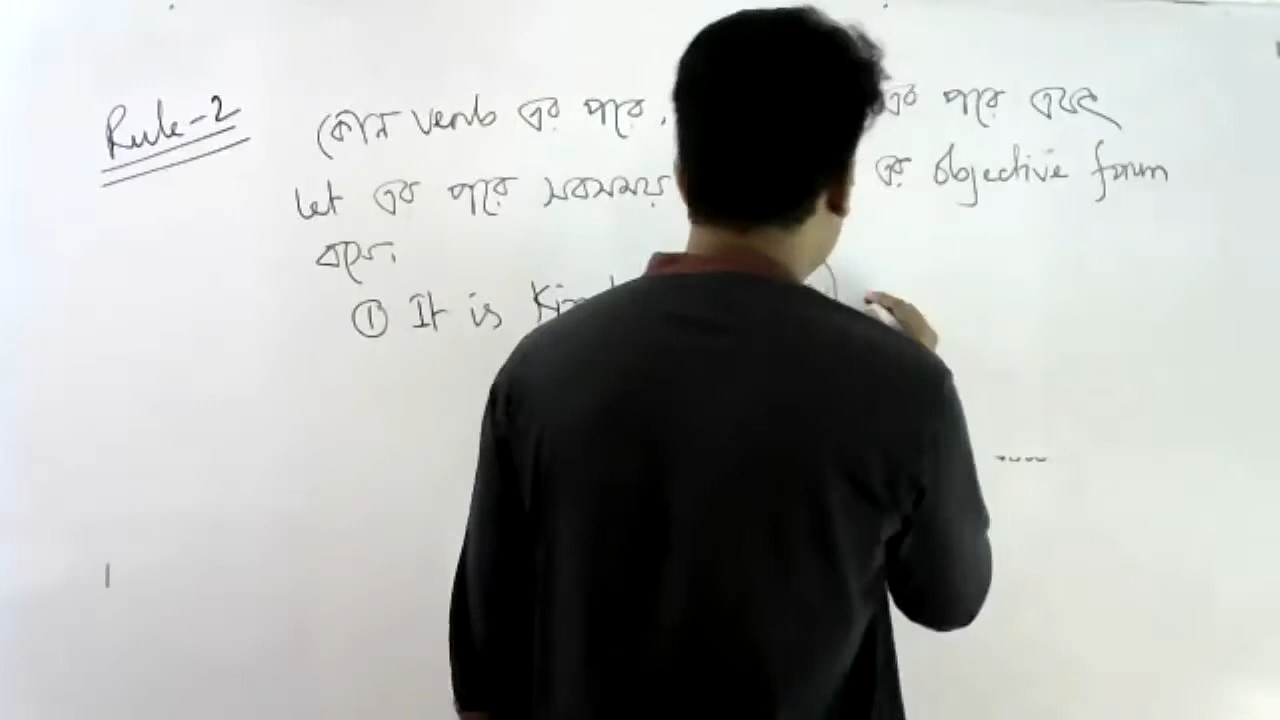 Rule-2 কোন verb এর পরে, এর পরে এবং
Let এর পরে সবসময় এর objective form
বসে।
① It is